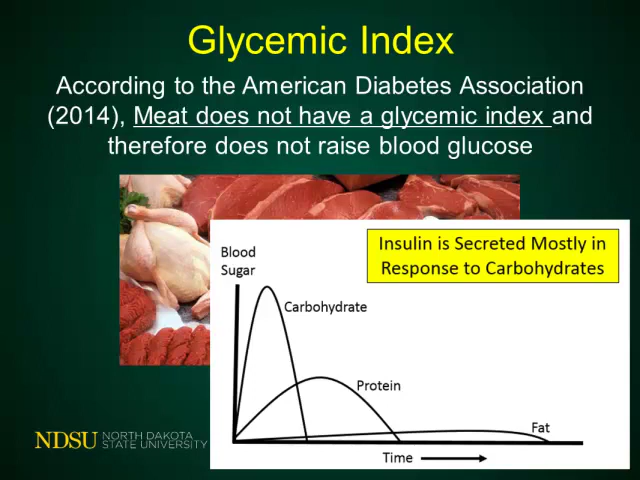 Glycemic Index
According to the American Diabetes Association
(2014), Meat does not have a glycemic index and
therefore does not raise blood glucose
Insulin is Secreted Mostly in
Response to Carbohydrates
Blood
Sugar
Carbohydrate
Protein
Fat
Time
NDSU NORTH DAKOTA
STATE UNIVERSITY